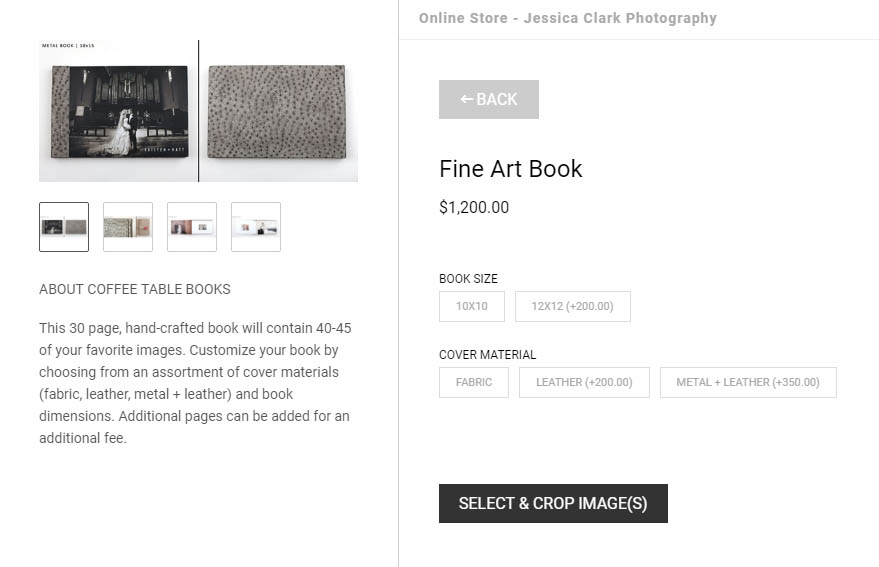 METAL BOOK | 10x15
KRISTEN + MATT
ABOUT COFFEE TABLE BOOKS
This 30 page, hand-crafted book will contain 40-45
of your favorite images. Customize your book by
choosing from an assortment of cover materials
(fabric, leather, metal + leather) and book
dimensions. Additional pages can be added for an
additional fee.
Online Store - Jessica Clark Photography
← BACK
Fine Art Book
$1,200.00
BOOK SIZE
10X10 12X12 (+200.00)
COVER MATERIAL
FABRIC LEATHER (+200.00) METAL + LEATHER (+350.00)
SELECT & CROP IMAGE(S)